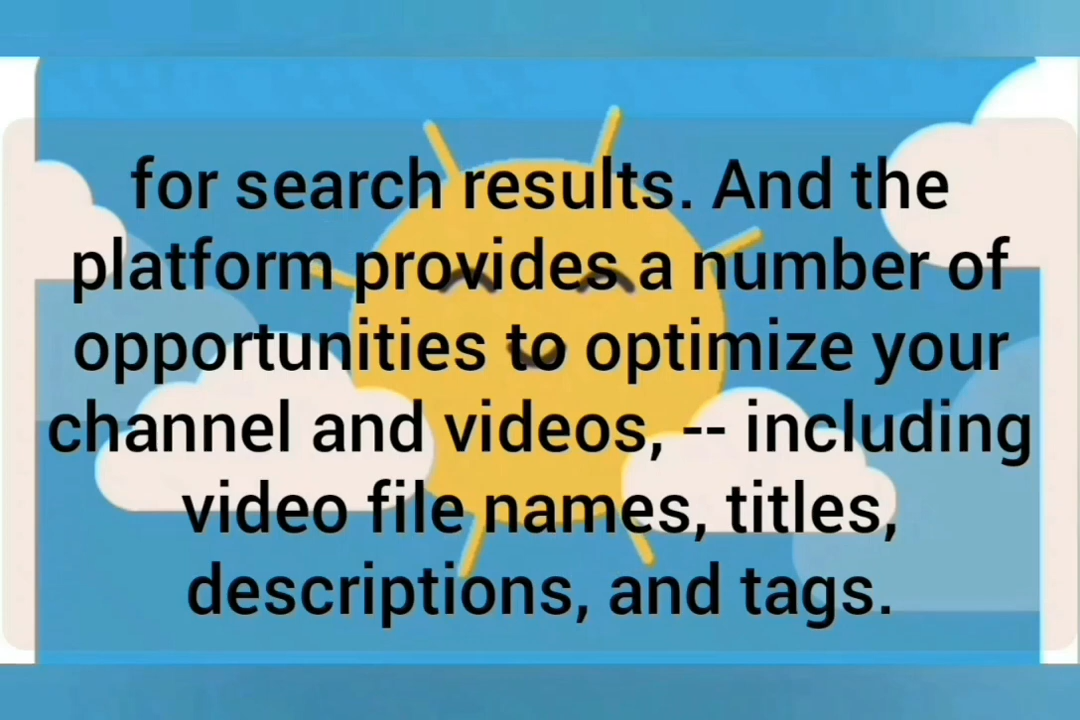 for search results. And the
platform provides a number of
opportunities to optimize your
channel and videos, -- including
video file names, titles,
descriptions, and tags.